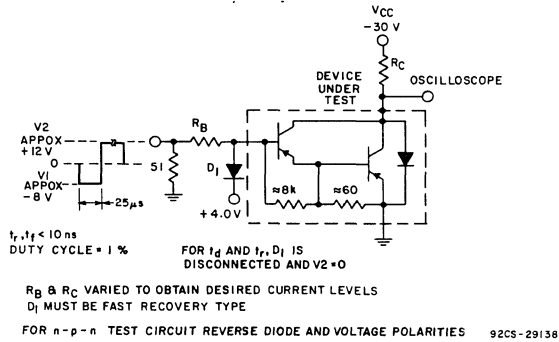 VCC
-30 V
RC
DEVICE
UNDER
TEST
OSCILLOSCOPE
RB
V2
APPOX
+12 V
0
V1
APPOX
-8 V
25μs
51
D1
+4.0V
≈8k
≈60
tr,tf < 10 ns
DUTY CYCLE = 1 %
FOR td AND tr, D1 IS
DISCONNECTED AND V2=0
RB & RC VARIED TO OBTAIN DESIRED CURRENT LEVELS
D1 MUST BE FAST RECOVERY TYPE
FOR n-p-n TEST CIRCUIT REVERSE DIODE AND VOLTAGE POLARITIES
92CS-29138